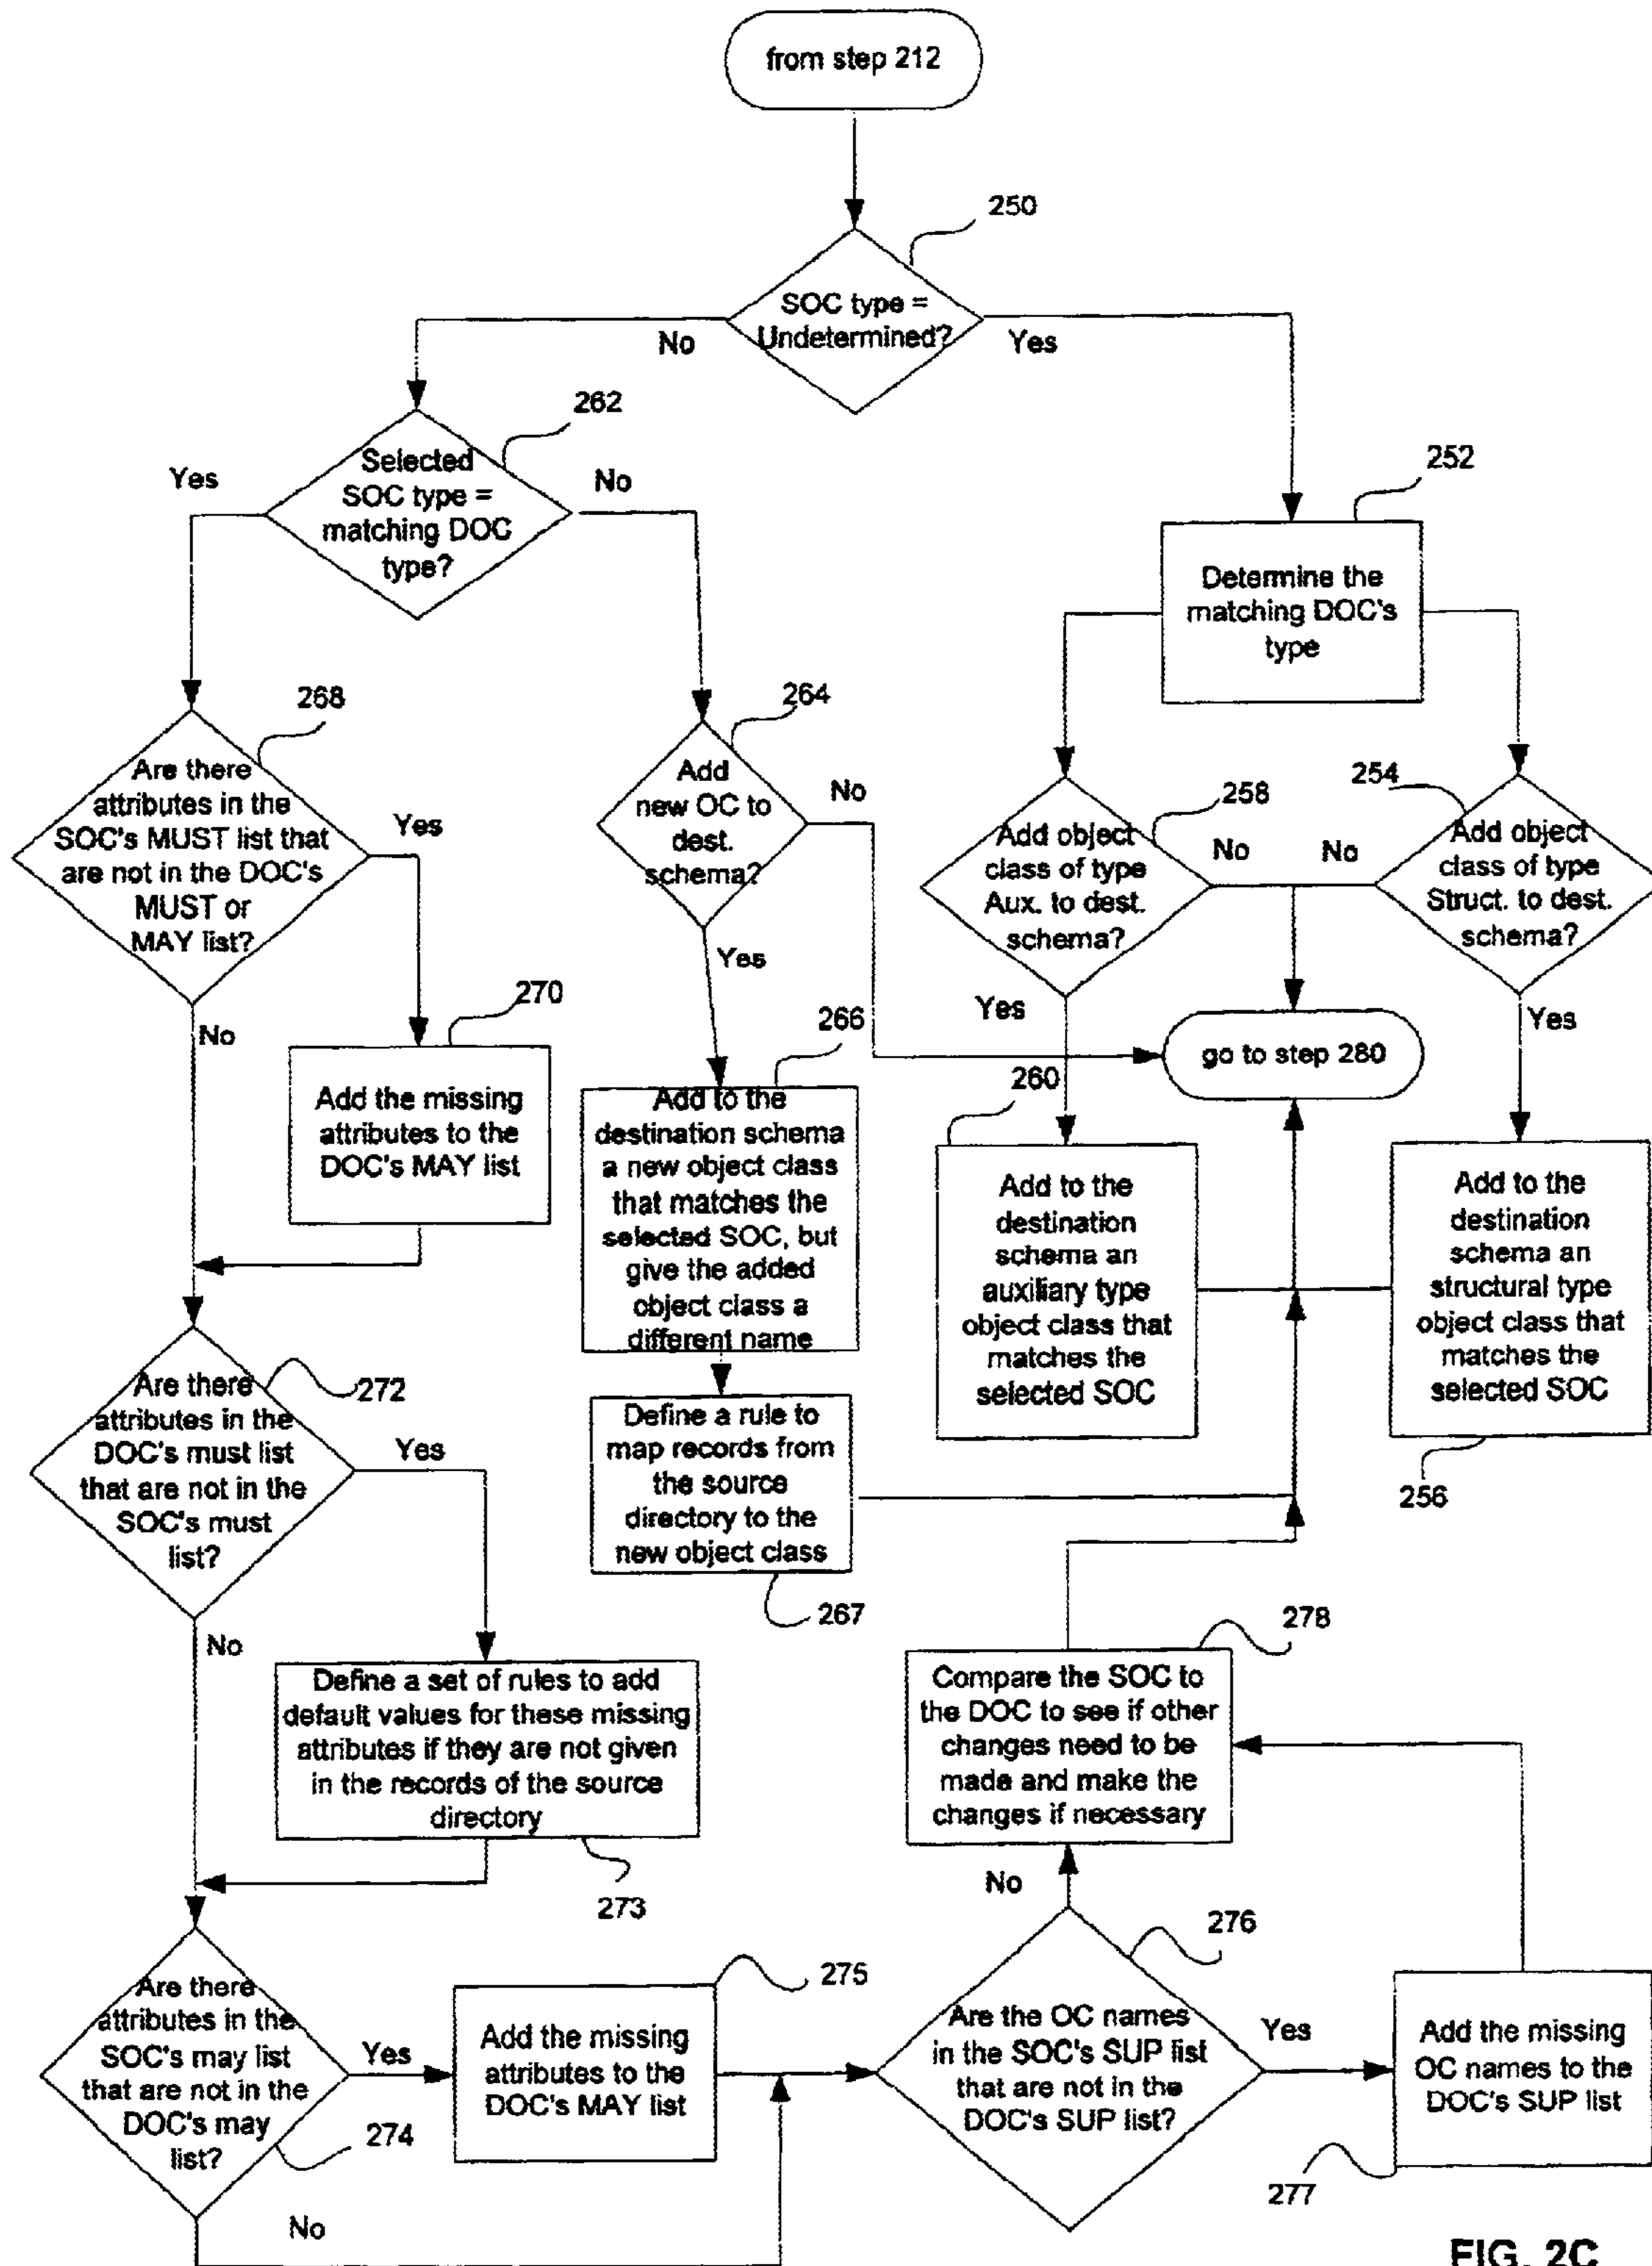 from step 212
250
SOC type =
Undetermined?
No
Yes
262
Selected
SOC type =
matching DOC
type?
Yes
No
252
Determine the
matching DOC's
type
268
Are there
attributes in the
SOC's MUST list that
are not in the DOC's
MUST or
MAY list?
Yes
No
264
Add
new OC to
dest.
schema?
No
Yes
258
Add object
class of type
Aux. to dest.
schema?
No
Yes
254
Add object
class of type
Struct. to dest.
schema?
No
Yes
270
Add the missing
attributes to the
DOC's MAY list
266
Add to the
destination schema
a new object class
that matches the
selected SOC, but
give the added
object class a
different name
go to step 280
260
Add to the
destination
schema an
auxiliary type
object class that
matches the
selected SOC
Add to the
destination
schema an
structural type
object class that
matches the
selected SOC
256
272
Are there
attributes in the
DOC's must list
that are not in the
SOC's must
list?
Yes
No
Define a rule to
map records from
the source
directory to the
new object class
267
Define a set of rules to add
default values for these missing
attributes if they are not given
in the records of the source
directory
273
278
Compare the SOC to
the DOC to see if other
changes need to be
made and make the
changes if necessary
No
Are there
attributes in the
SOC's may list
that are not in the
DOC's may
list?
274
Yes
No
275
Add the missing
attributes to the
DOC's MAY list
276
Are the OC names
in the SOC's SUP list
that are not in the
DOC's SUP list?
Yes
Add the missing
OC names to the
DOC's SUP list
277
FIG. 2C